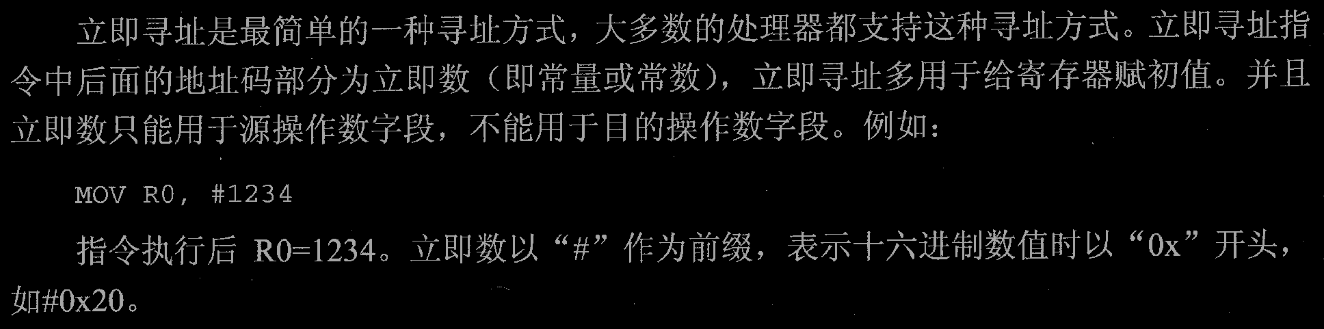 立即寻址是最简单的一种寻址方式，大多数的处理器都支持这种寻址方式。立即寻址指
令中后面的地址码部分为立即数（即常量或常数），立即寻址多用于给寄存器赋初值。并且
立即数只能用于源操作数字段，不能用于目的操作数字段。例如：
MOV R0, #1234
指令执行后 R0=1234。立即数以“#”作为前缀，表示十六进制数值时以“0x”开头，
如#0x20。